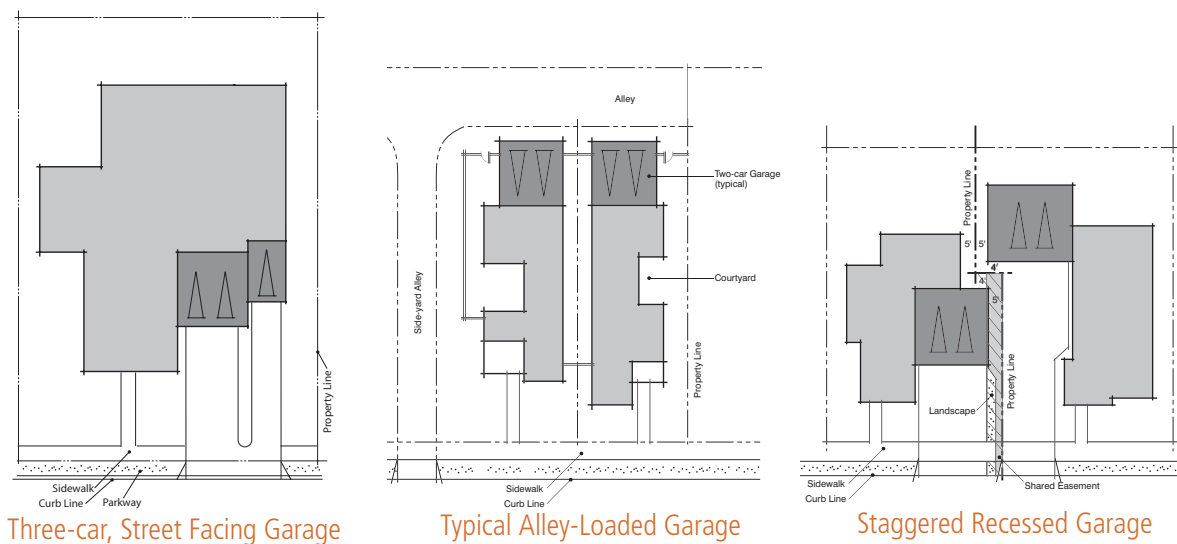 Property Line
Sidewalk
Curb Line
Parkway
Three-car, Street Facing Garage
Alley
Side-yard Alley
Two-car Garage
(typical)
Courtyard
Property Line
Sidewalk
Curb Line
Typical Alley-Loaded Garage
Property Line
5'
5'
4'
4'
5'
Landscape
Property Line
Sidewalk
Curb Line
Shared Easement
Staggered Recessed Garage